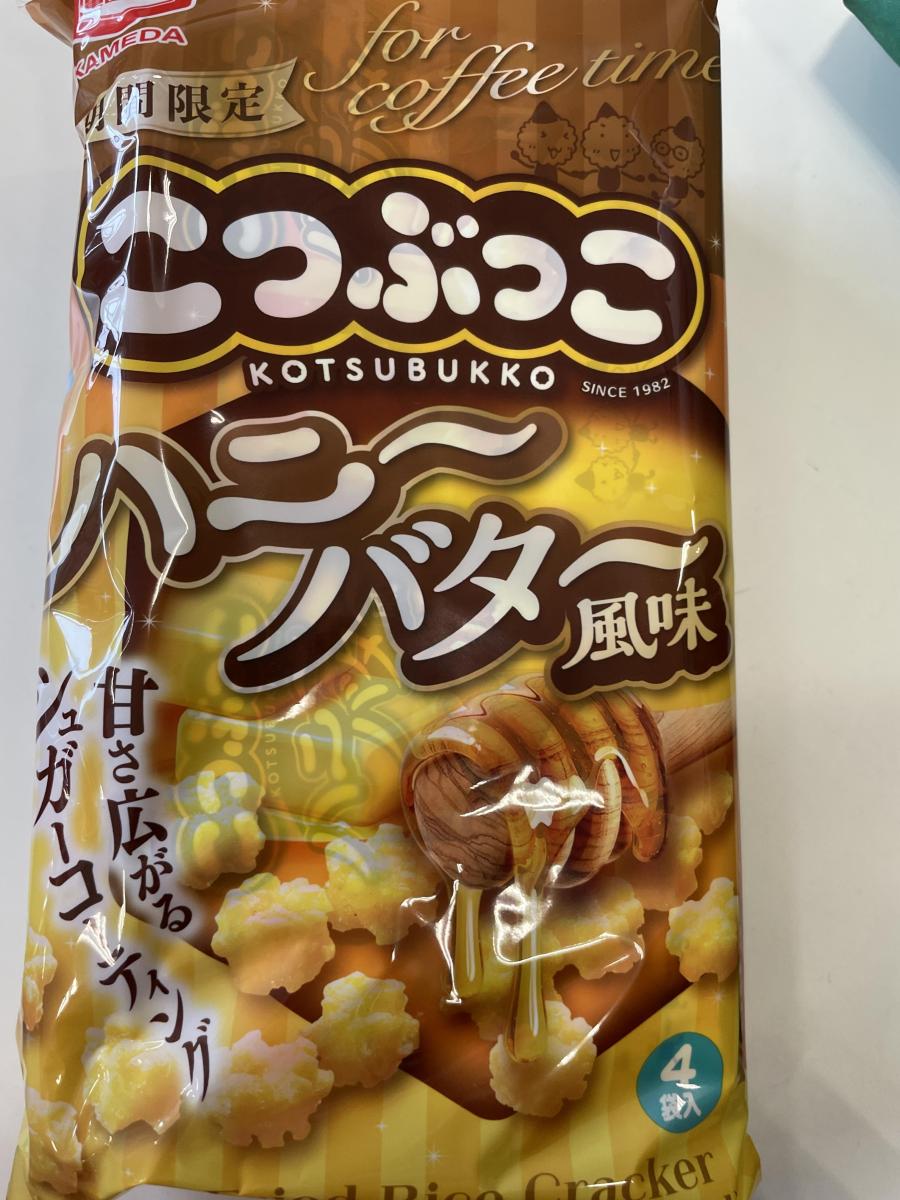 KAMEDA
for
coffee time
期間限定
こつぶっこ
KOTSUBUKKO
SINCE 1982
ハニー
バター
風味
甘さ広がる
シュガーコーティング
4
袋入
Rice Cracker